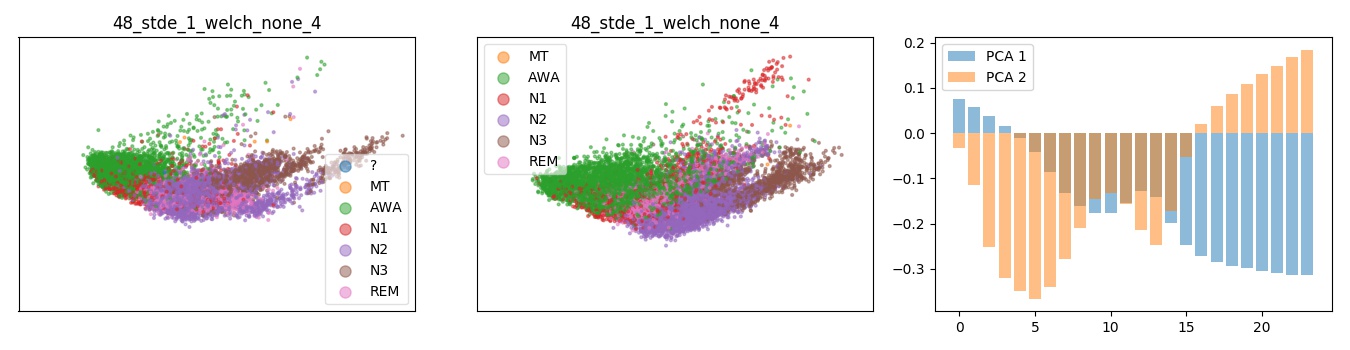 48_stde_1_welch_none_4
?
MT
AWA
N1
N2
N3
REM
48_stde_1_welch_none_4
MT
AWA
N1
N2
N3
REM
PCA 1
PCA 2
0.2
0.1
0.0
−0.1
−0.2
−0.3
0 5 10 15 20